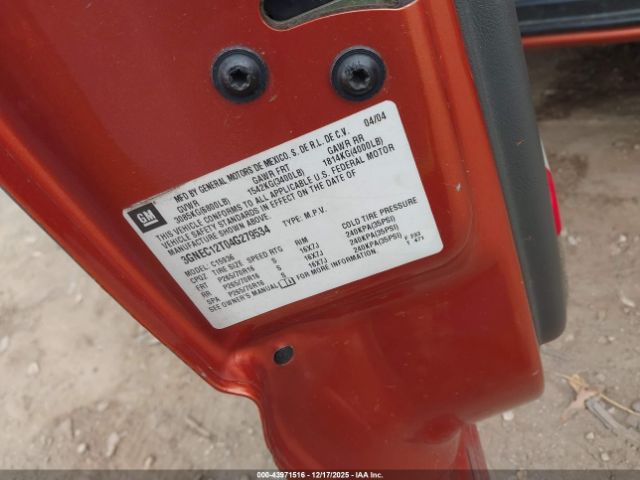 GM
MFD BY GENERAL MOTORS DE MEXICO, S. DE R.L. DE C.V. 04/04
GVWR GAWR FRT GAWR RR
3085KG(6800LB) 1542KG(3400LB) 1814KG(4000LB)
THIS VEHICLE CONFORMS TO ALL APPLICABLE U.S. FEDERAL MOTOR
VEHICLE SAFETY STANDARDS IN EFFECT ON THE DATE OF
MANUFACTURE SHOWN ABOVE.
3GNEC12T04G279534 TYPE: M.P.V.
MODEL: C15936
CPGZ TIRE SIZE SPEED RTG RIM COLD TIRE PRESSURE
FRT P265/70R16 S 16X7J 240KPA(35PSI)
RR P265/70R16 S 16X7J 240KPA(35PSI)
SPA P265/70R16 S 16X7J 240KPA(35PSI)
SEE OWNER'S MANUAL
000-43971516 | 12/17/2025 | IAA Inc.